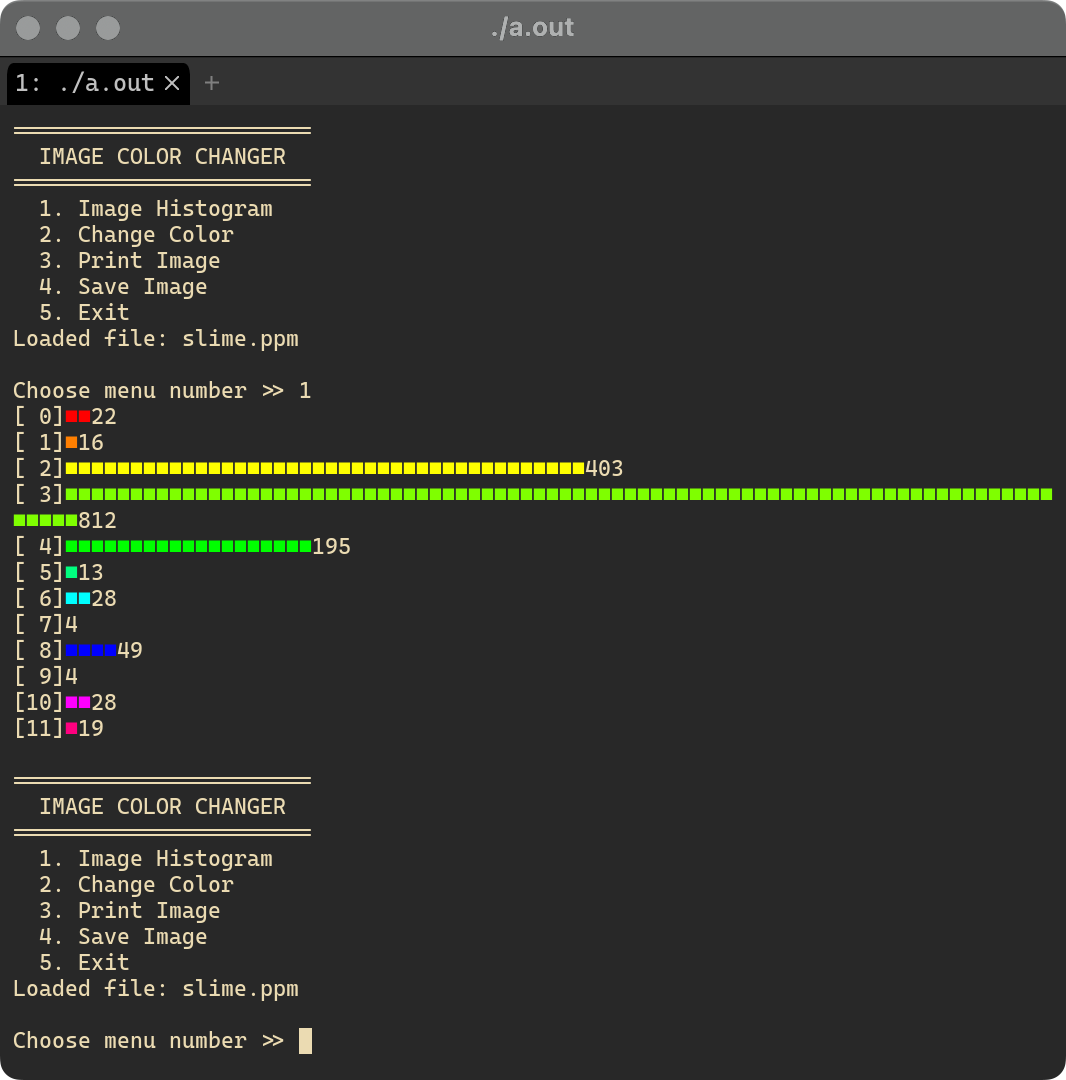 ./a.out
1: ./a.out × +
IMAGE COLOR CHANGER
1. Image Histogram
2. Change Color
3. Print Image
4. Save Image
5. Exit
Loaded file: slime.ppm
Choose menu number >> 1
[ 0]22
[ 1]16
[ 2]403
[ 3]
812
[ 4]195
[ 5]13
[ 6]28
[ 7]4
[ 8]49
[ 9]4
[10]28
[11]19
IMAGE COLOR CHANGER
1. Image Histogram
2. Change Color
3. Print Image
4. Save Image
5. Exit
Loaded file: slime.ppm
Choose menu number >>